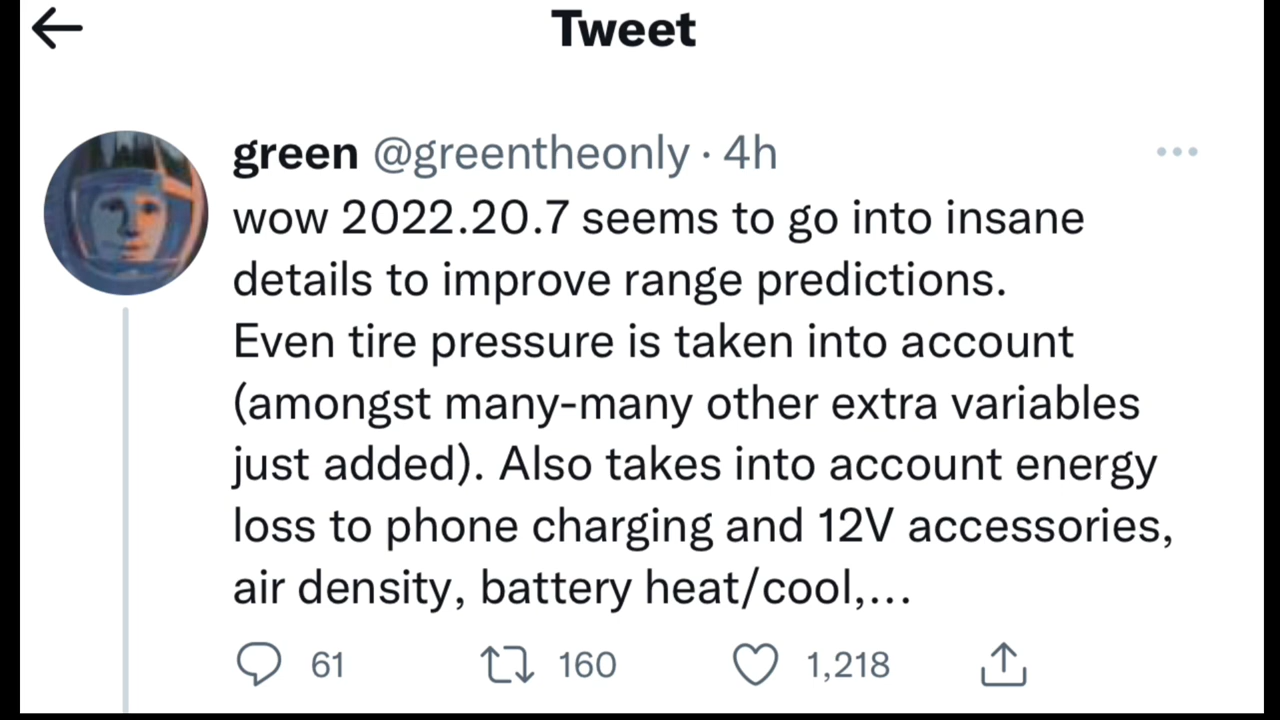 Tweet
green @greentheonly · 4h
wow 2022.20.7 seems to go into insane
details to improve range predictions.
Even tire pressure is taken into account
(amongst many-many other extra variables
just added). Also takes into account energy
loss to phone charging and 12V accessories,
air density, battery heat/cool,...
61 160 1,218